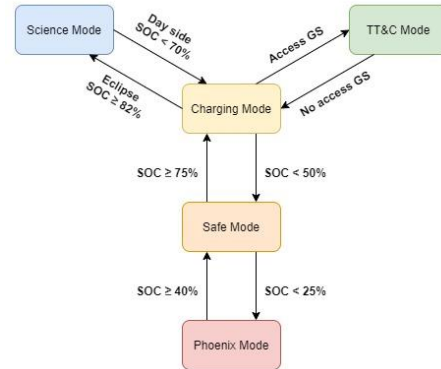 Science Mode
Day side
SOC < 70%
Access GS
TT&C Mode
Eclipse
SOC ≥ 82%
Charging Mode
No access GS
SOC ≥ 75%
SOC < 50%
Safe Mode
SOC ≥ 40%
SOC < 25%
Phoenix Mode